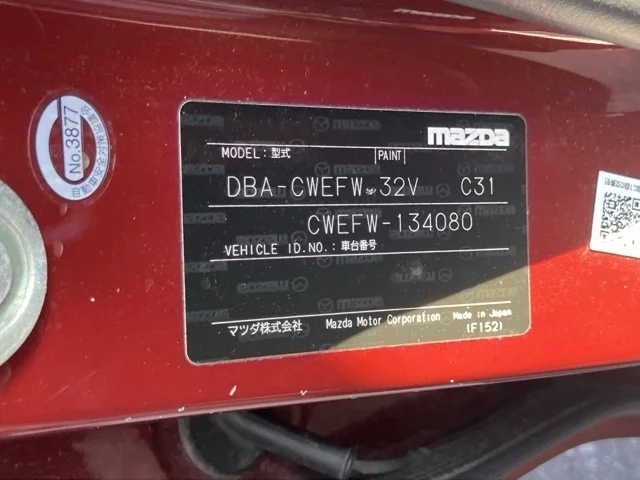 mazda
MODEL: 型式 PAINT
DBA-CWEFW-32V C31
CWEFW-134080
VEHICLE ID.NO.: 車台番号
マツダ株式会社 Mazda Motor Corporation Made in Japan
(F152)
No.3877